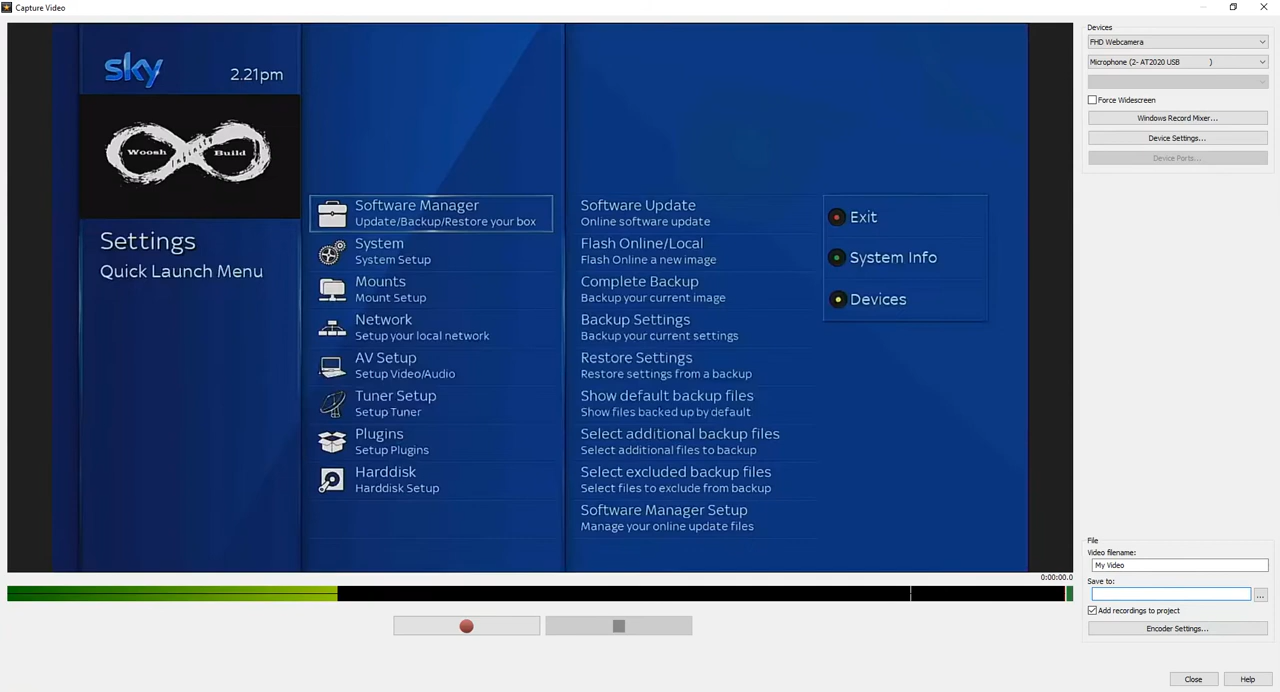 Capture Video
sky
2.21pm
Woosh Build
Settings
Quick Launch Menu
Software Manager
Update/Backup/Restore your box
System
System Setup
Mounts
Mount Setup
Network
Setup your local network
AV Setup
Setup Video/Audio
Tuner Setup
Setup Tuner
Plugins
Setup Plugins
Harddisk
Harddisk Setup
Software Update
Online software update
Flash Online/Local
Flash Online a new image
Complete Backup
Backup your current image
Backup Settings
Backup your current settings
Restore Settings
Restore settings from a backup
Show default backup files
Show files backed up by default
Select additional backup files
Select additional files to backup
Select excluded backup files
Select files to exclude from backup
Software Manager Setup
Manage your online update files
Exit
System Info
Devices
0:00:00.0
Devices
FHD Webcamera
Microphone (2- AT2020 USB )
Force Widescreen
Windows Record Mixer...
Device Settings...
Device Ports...
File
Video filename:
My Video
Save to:
...
Add recordings to project
Encoder Settings...
Close
Help